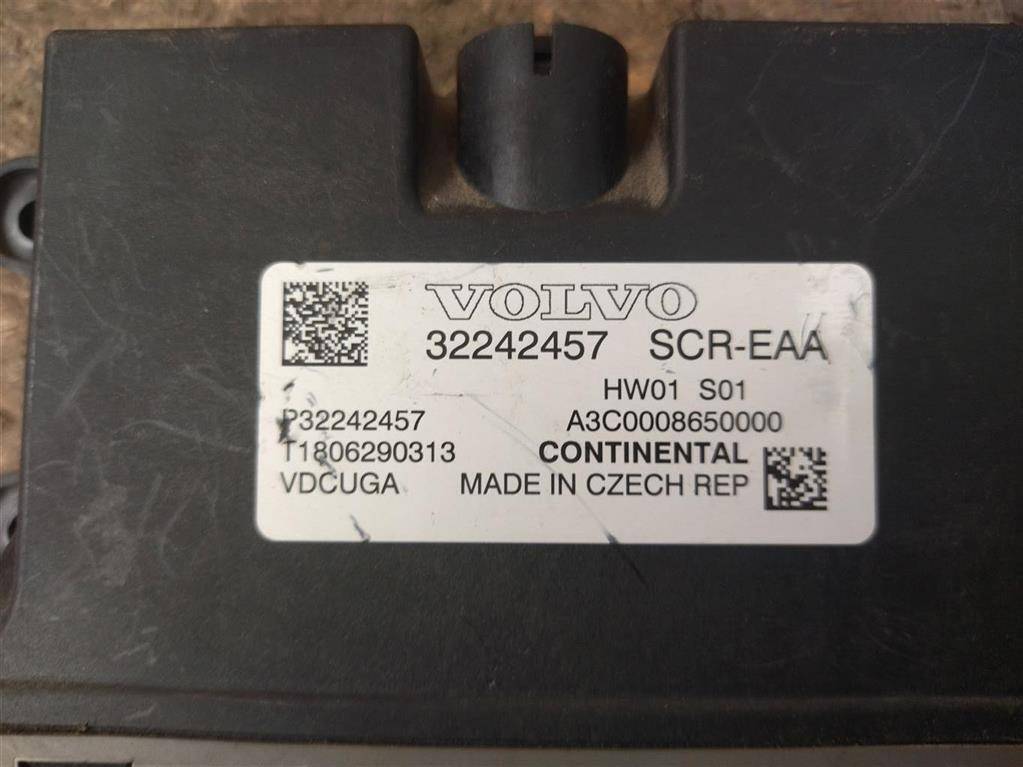 VOLVO
32242457 SCR-EAA
HW01 S01
P32242457 A3C0008650000
T1806290313 CONTINENTAL
VDCUGA MADE IN CZECH REP